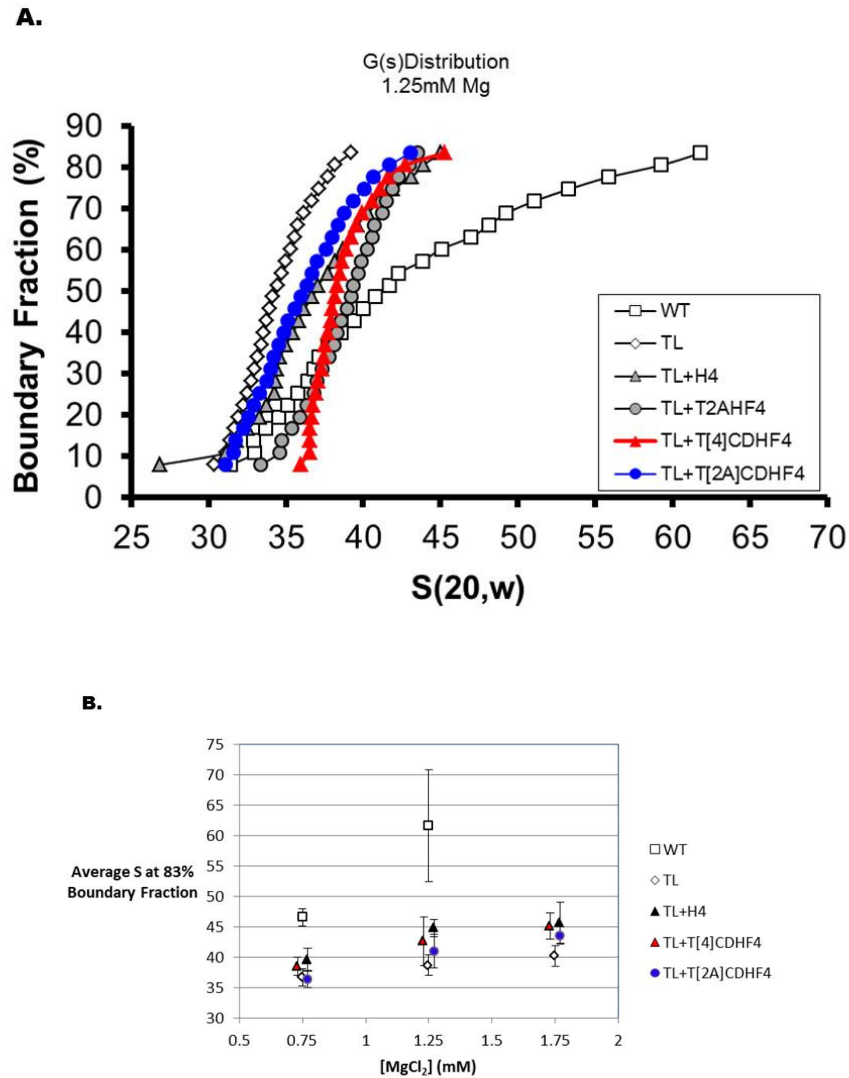 A.
G(s)Distribution
1.25mM Mg
90
80
70
60
50
40
30
20
10
0
Boundary Fraction (%)
25 30 35 40 45 50 55 60 65 70
S(20,w)
WT
TL
TL+H4
TL+T2AHF4
TL+T[4]CDHF4
TL+T[2A]CDHF4
B.
75
70
65
60
55
50
45
40
35
30
Average S at 83%
Boundary Fraction
0.5 0.75 1 1.25 1.5 1.75 2
[MgCl₂] (mM)
WT
TL
TL+H4
TL+T[4]CDHF4
TL+T[2A]CDHF4